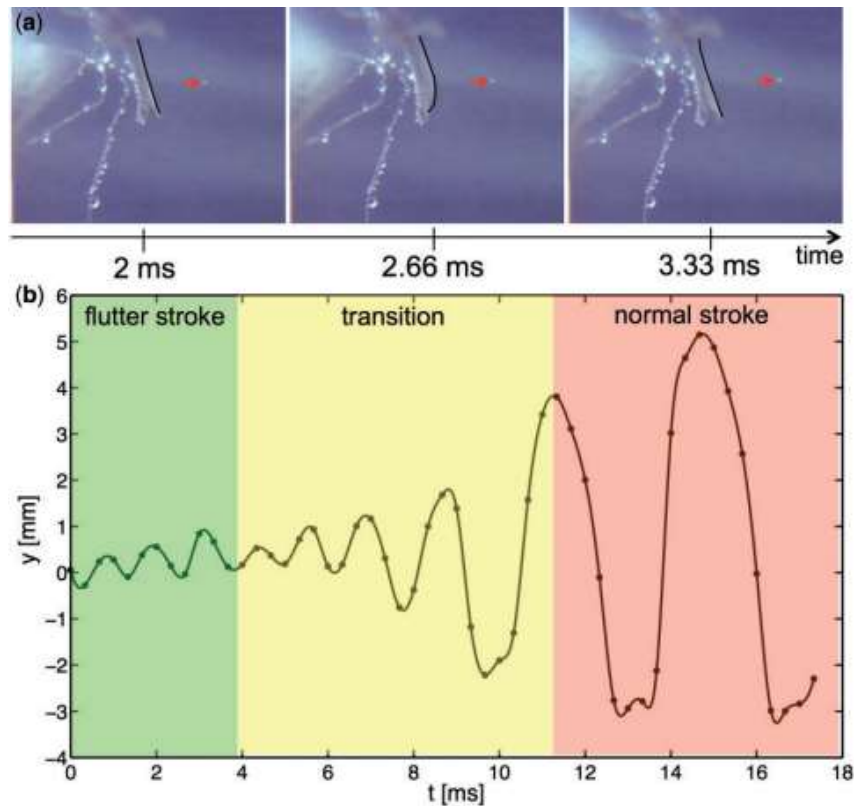 (a)
time
2 ms 2.66 ms 3.33 ms
(b)
flutter stroke transition normal stroke
6
5
4
3
2
1
0
−1
−2
−3
−4
y [mm]
0 2 4 6 8 10 12 14 16 18
t [ms]